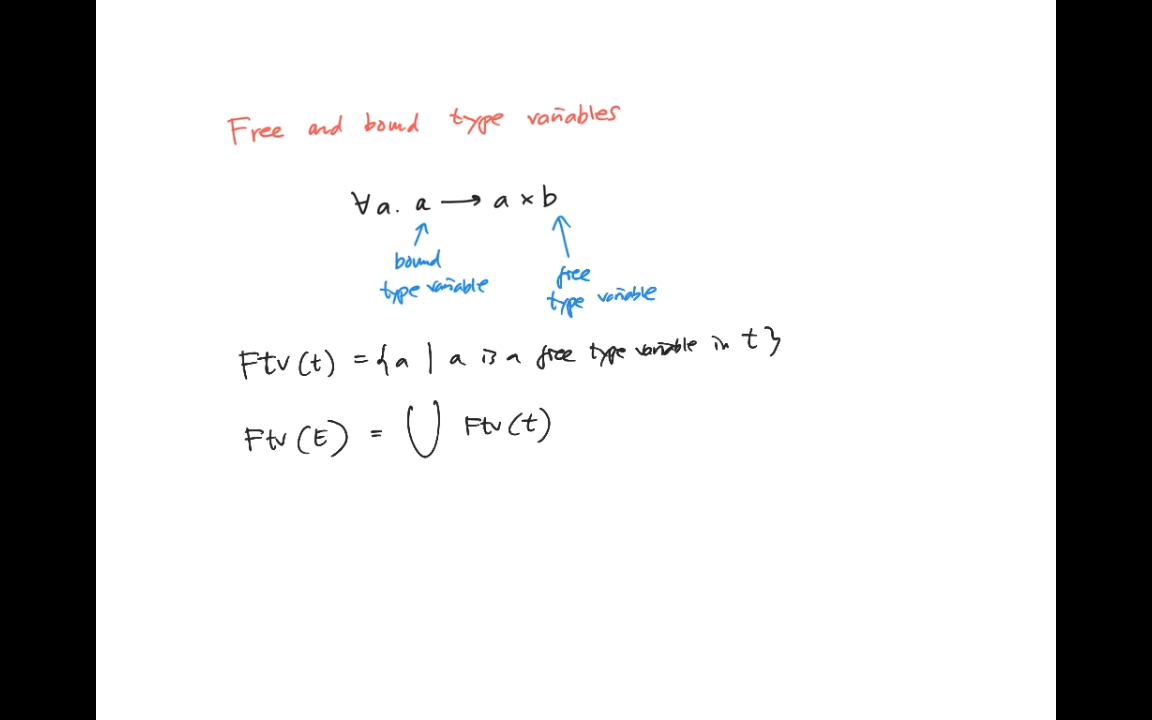 Free and bound type variables
∀a. a ⟶ a × b
bound
type variable
free
type variable
Ftv(t) = {a | a is a free type variable in t}
Ftv(E) = ⋃ Ftv(t)